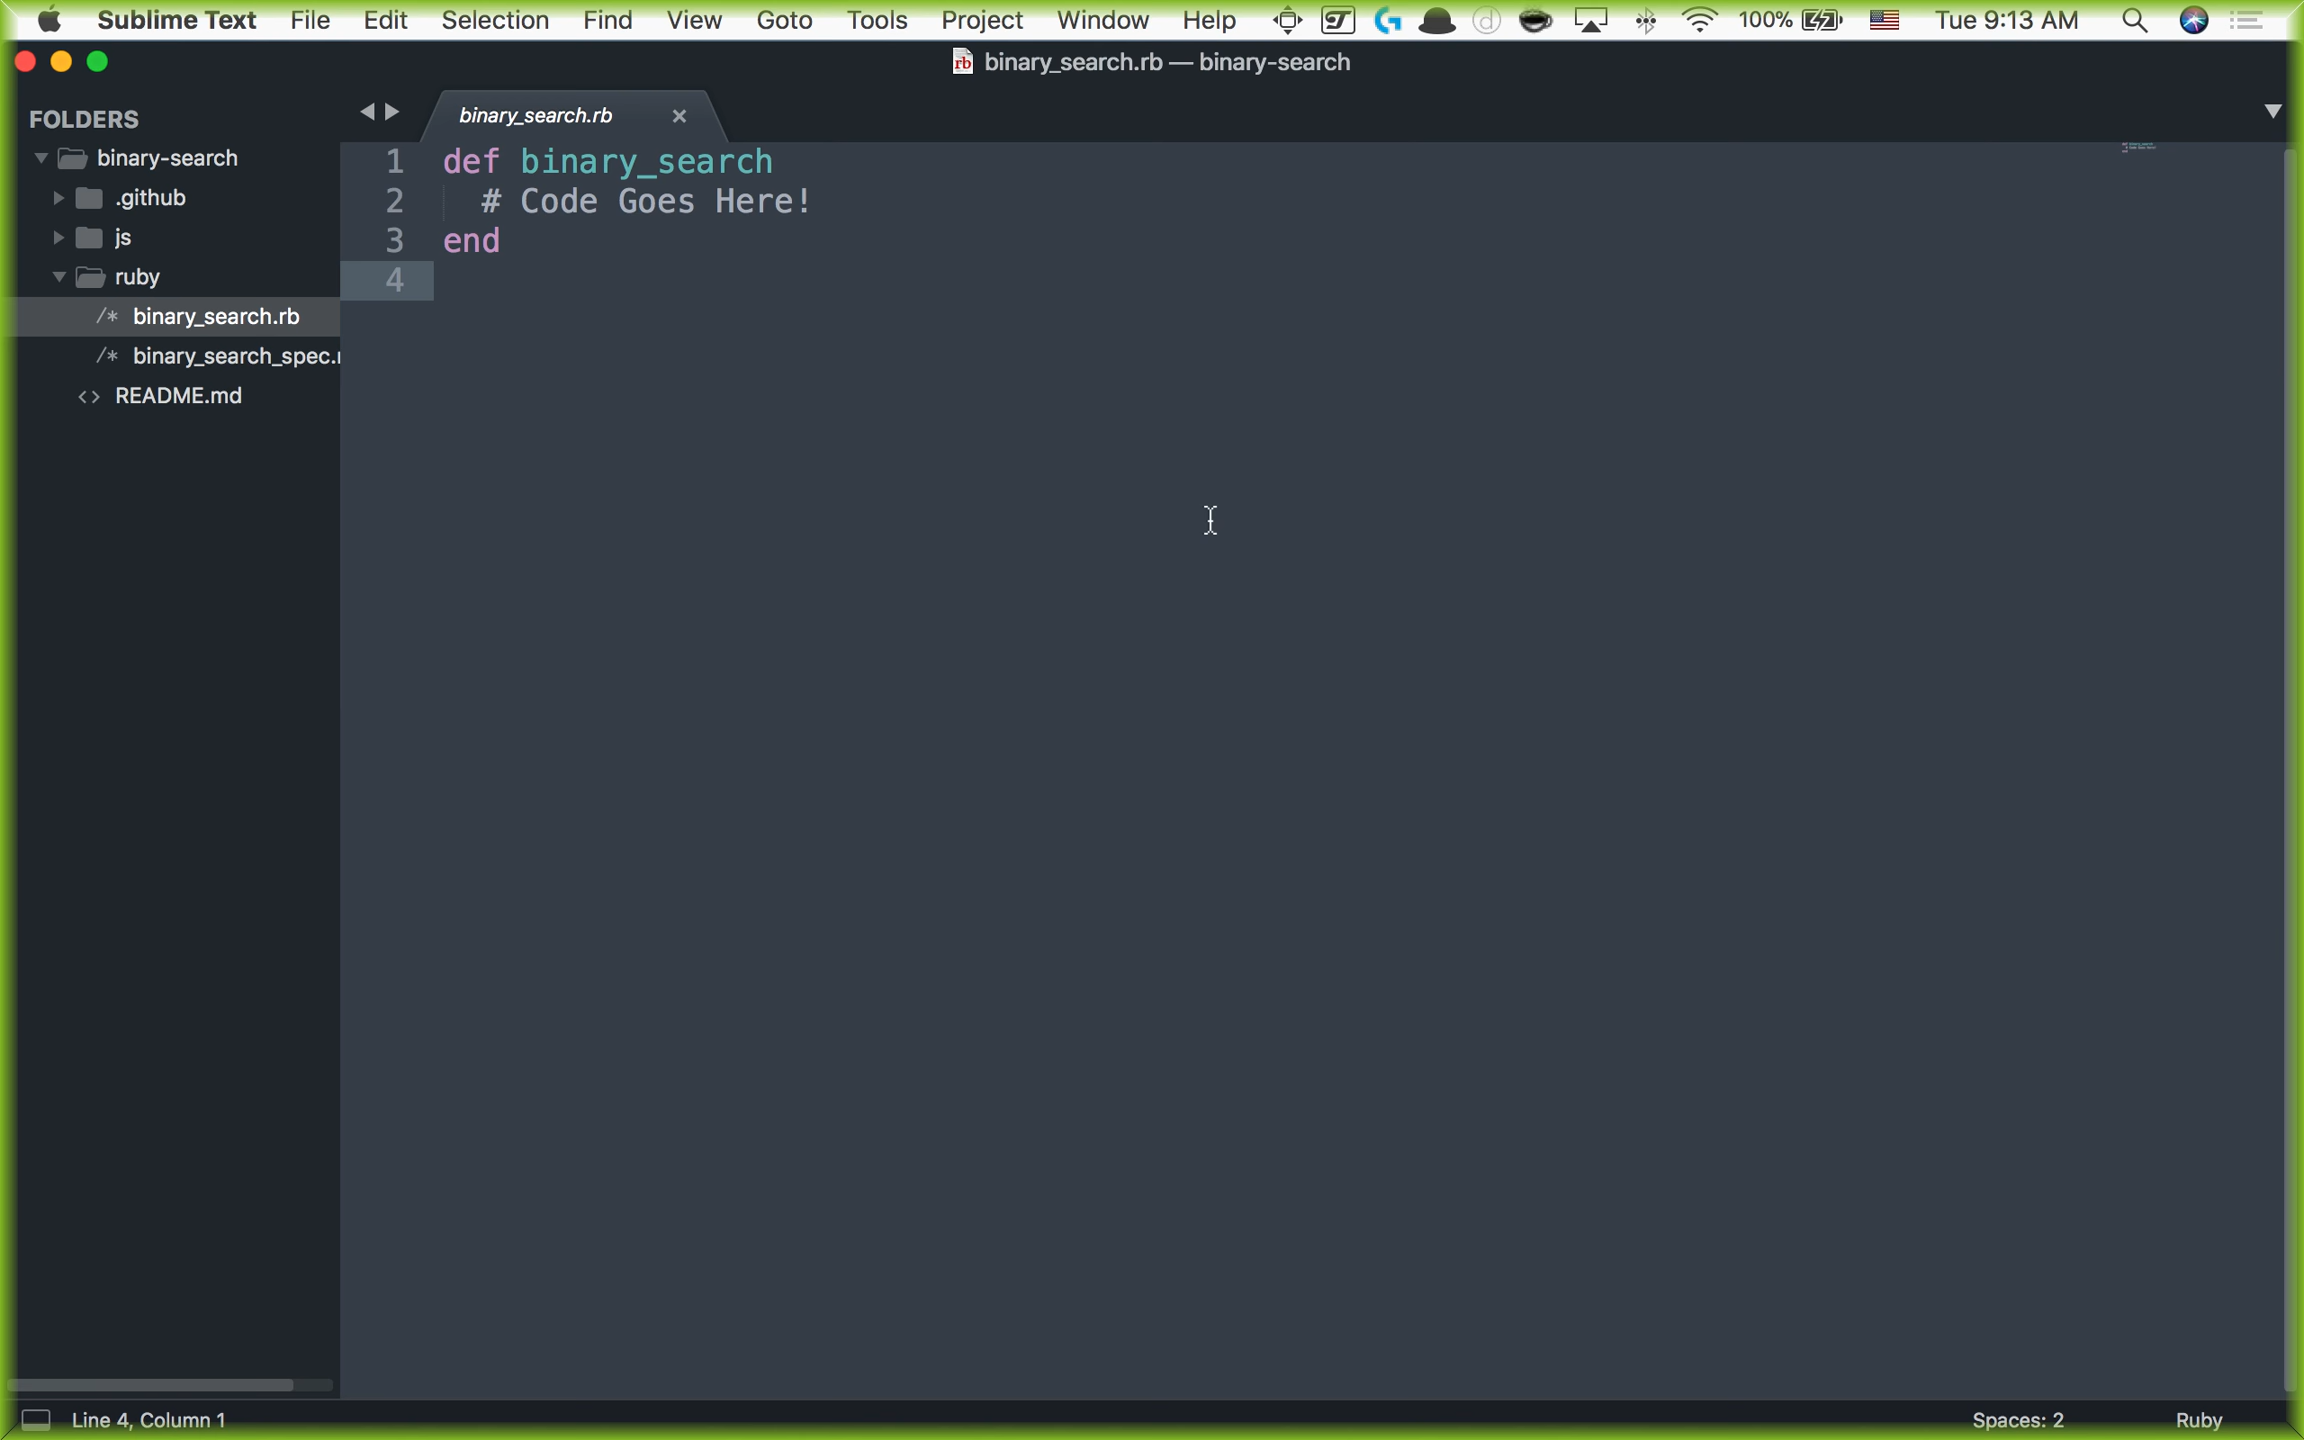 Sublime Text File Edit Selection Find View Goto Tools Project Window Help 100% Tue 9:13 AM
rb binary_search.rb — binary-search
FOLDERS
binary-search
.github
js
ruby
/* binary_search.rb
/* binary_search_spec.r
<> README.md
binary_search.rb ×
1 def binary_search
2 # Code Goes Here!
3 end
4
Line 4, Column 1 Spaces: 2 Ruby